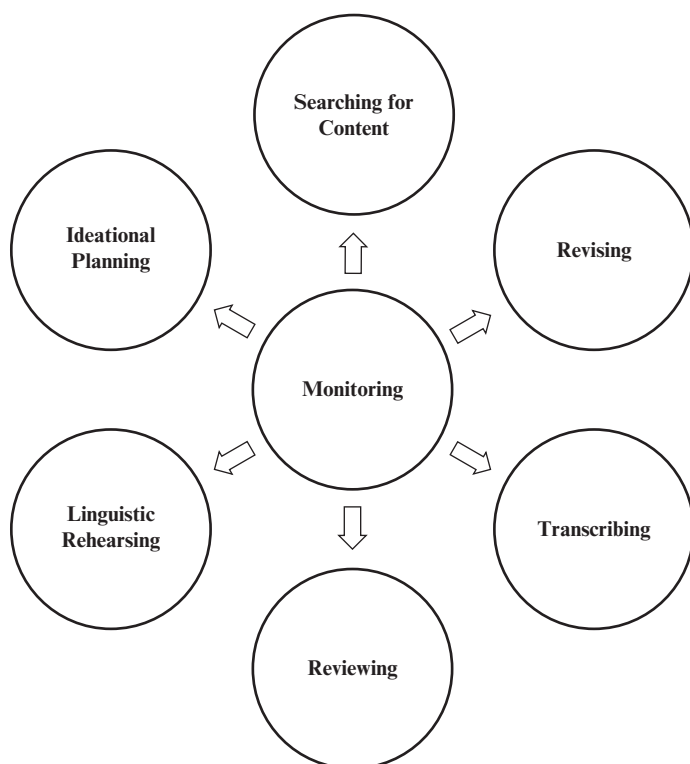 Searching for
Content
Ideational
Planning
Revising
Monitoring
Linguistic
Rehearsing
Transcribing
Reviewing